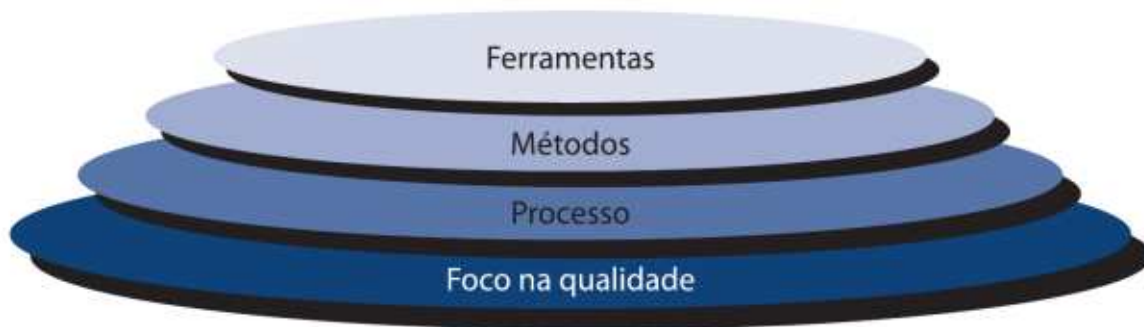 Ferramentas
Métodos
Processo
Foco na qualidade